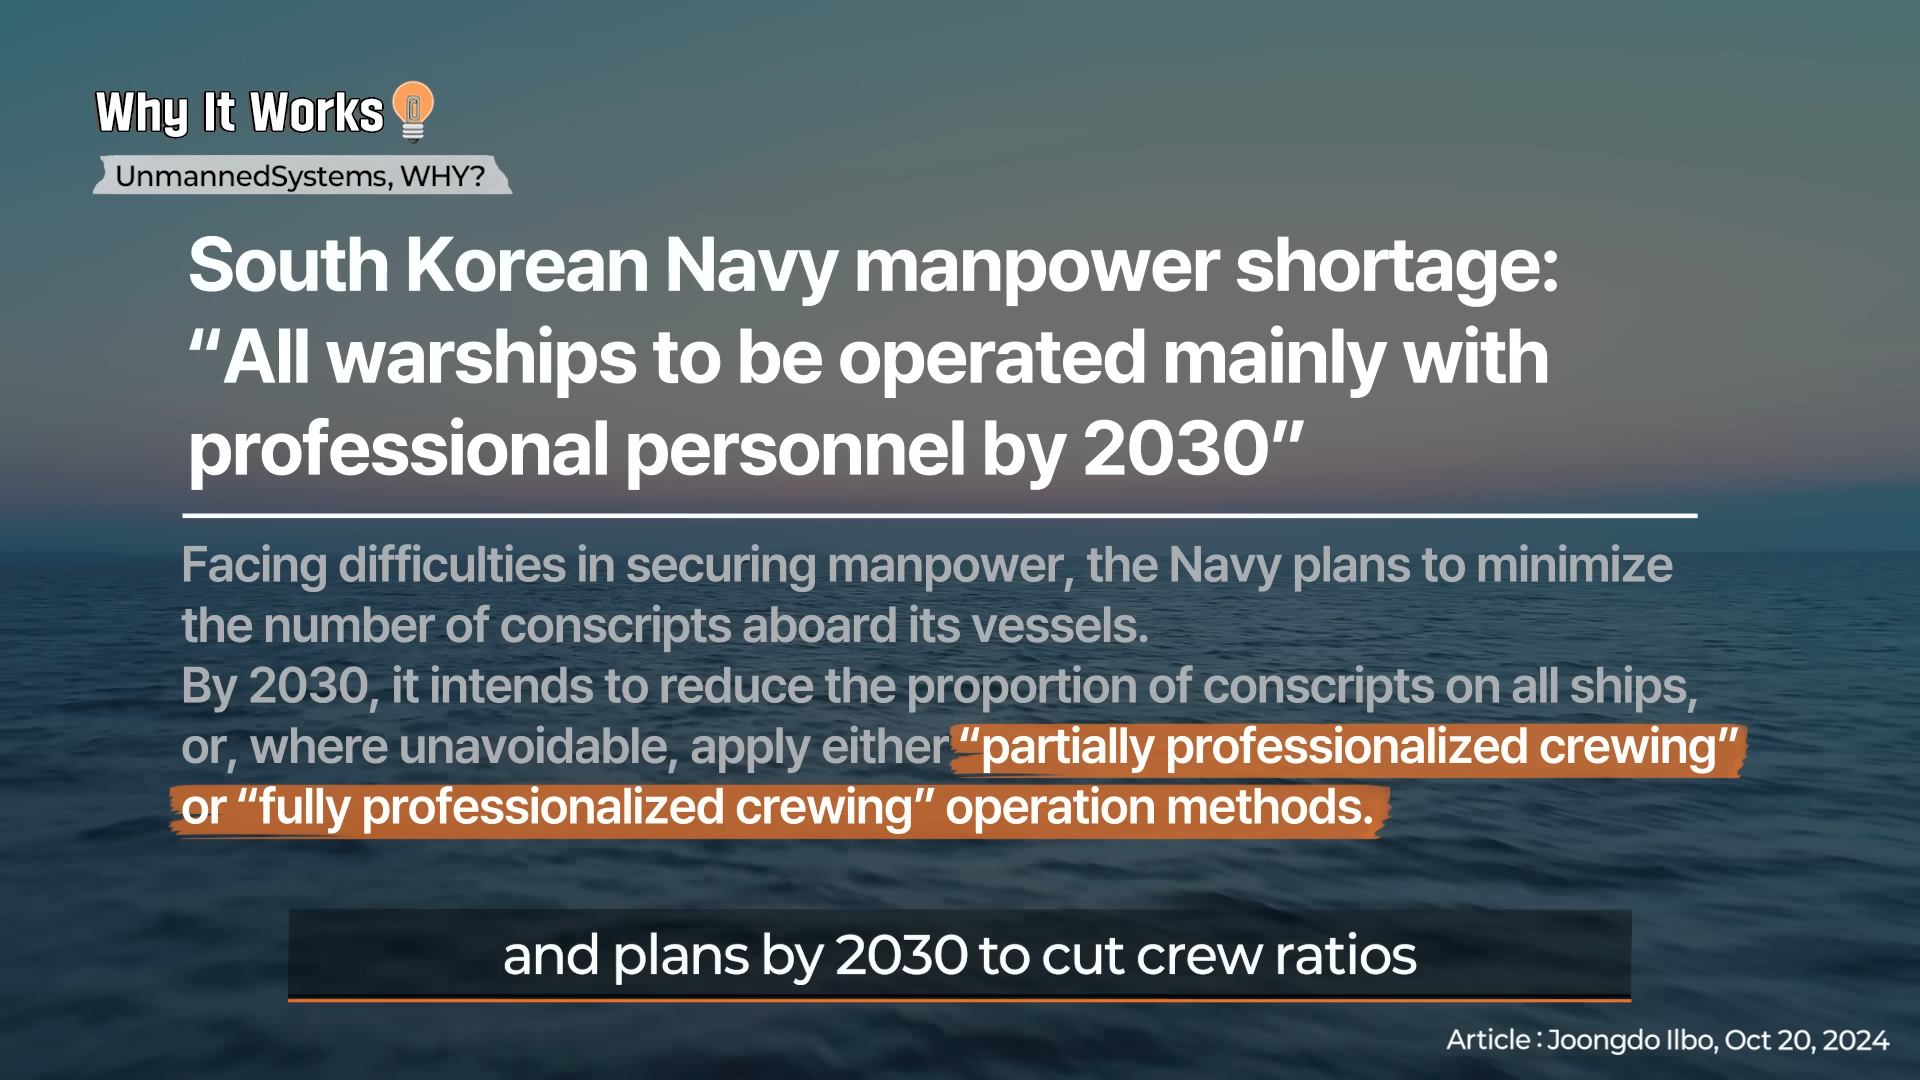 Why It Works
UnmannedSystems, WHY?
South Korean Navy manpower shortage:
“All warships to be operated mainly with
professional personnel by 2030”
Facing difficulties in securing manpower, the Navy plans to minimize
the number of conscripts aboard its vessels.
By 2030, it intends to reduce the proportion of conscripts on all ships,
or, where unavoidable, apply either “partially professionalized crewing”
or “fully professionalized crewing” operation methods.
and plans by 2030 to cut crew ratios
Article : Joongdo Ilbo, Oct 20, 2024